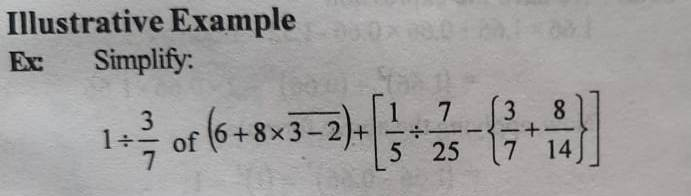 Illustrative Example
Ex: Simplify:
1÷3/7 of (6+8×\overline{3−2})+[1/5÷7/25−{3/7+8/14}]